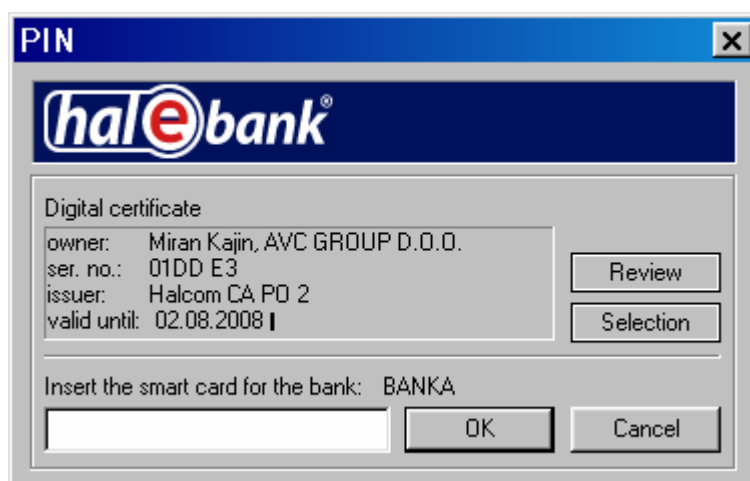 PIN
hal e bank®
Digital certificate
owner: Miran Kajin, AVC GROUP D.O.O.
ser. no.: 01DD E3
issuer: Halcom CA PO 2
valid until: 02.08.2008
Review
Selection
Insert the smart card for the bank: BANKA
OK
Cancel